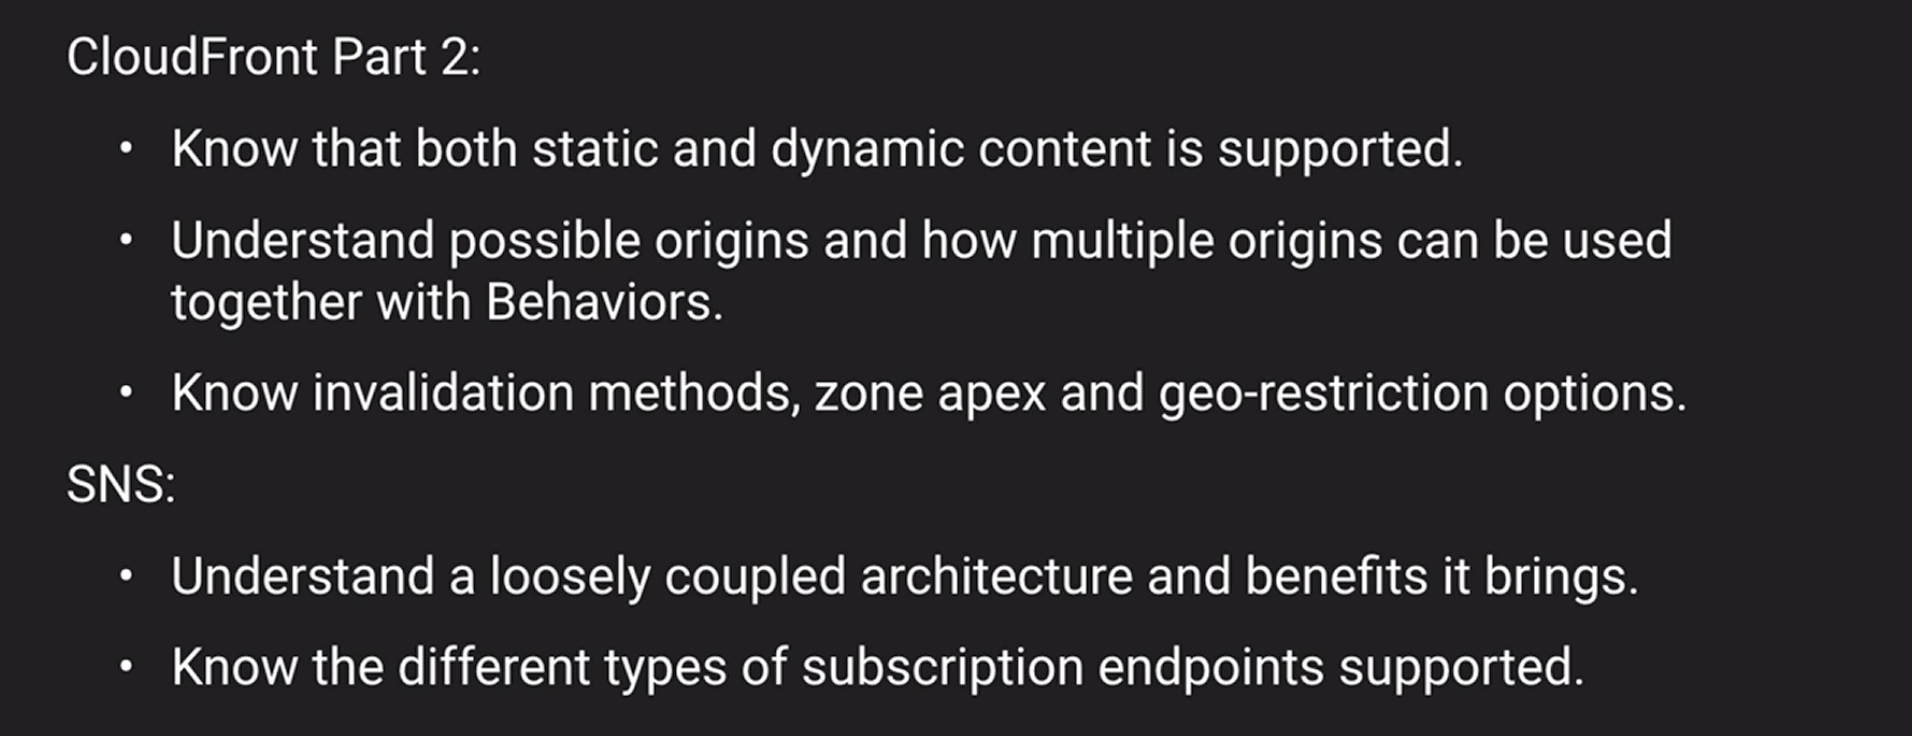 CloudFront Part 2:
• Know that both static and dynamic content is supported.
• Understand possible origins and how multiple origins can be used
together with Behaviors.
• Know invalidation methods, zone apex and geo-restriction options.
SNS:
• Understand a loosely coupled architecture and benefits it brings.
• Know the different types of subscription endpoints supported.